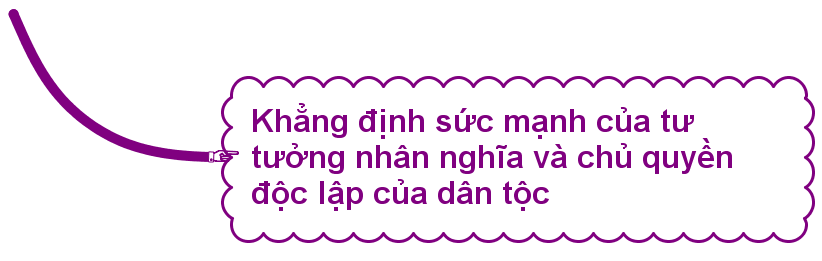 Khẳng định sức mạnh của tư
tưởng nhân nghĩa và chủ quyền
độc lập của dân tộc